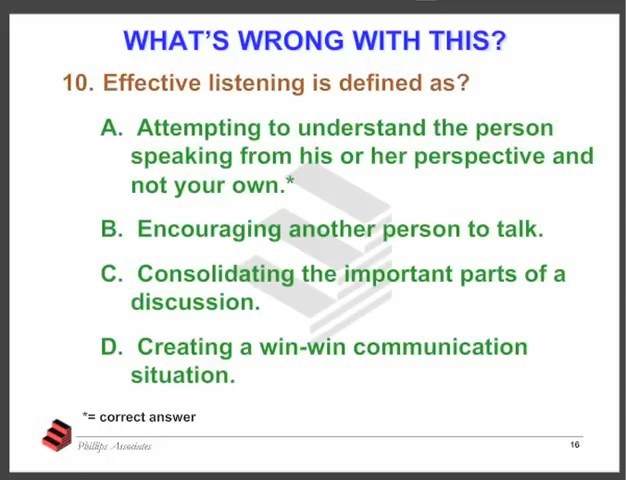 WHAT'S WRONG WITH THIS?
10. Effective listening is defined as?
A. Attempting to understand the person
speaking from his or her perspective and
not your own.*
B. Encouraging another person to talk.
C. Consolidating the important parts of a
discussion.
D. Creating a win-win communication
situation.
*= correct answer
Phillips Associates
16